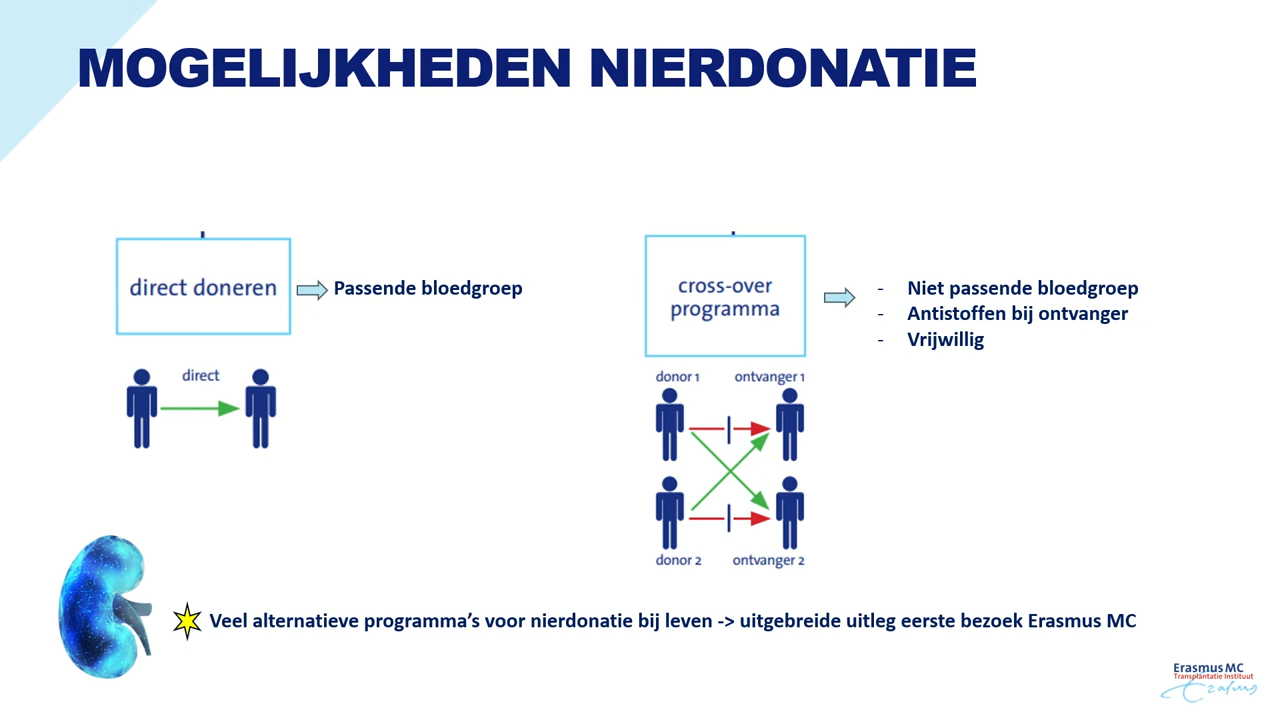 MOGELIJKHEDEN NIERDONATIE
direct doneren
Passende bloedgroep
direct
cross-over
programma
- Niet passende bloedgroep
- Antistoffen bij ontvanger
- Vrijwillig
donor 1 ontvanger 1
donor 2 ontvanger 2
Veel alternatieve programma’s voor nierdonatie bij leven -> uitgebreide uitleg eerste bezoek Erasmus MC
Erasmus MC
Transplantatie Instituut
Erasmus